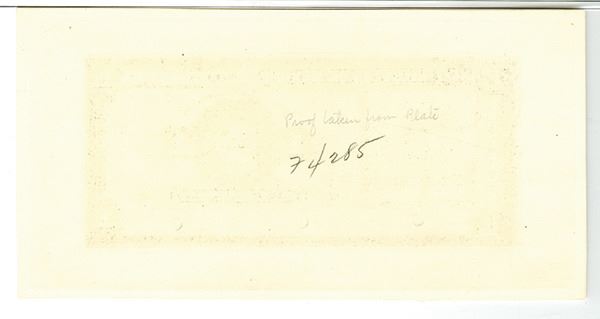 Proof taken from Plate
74285